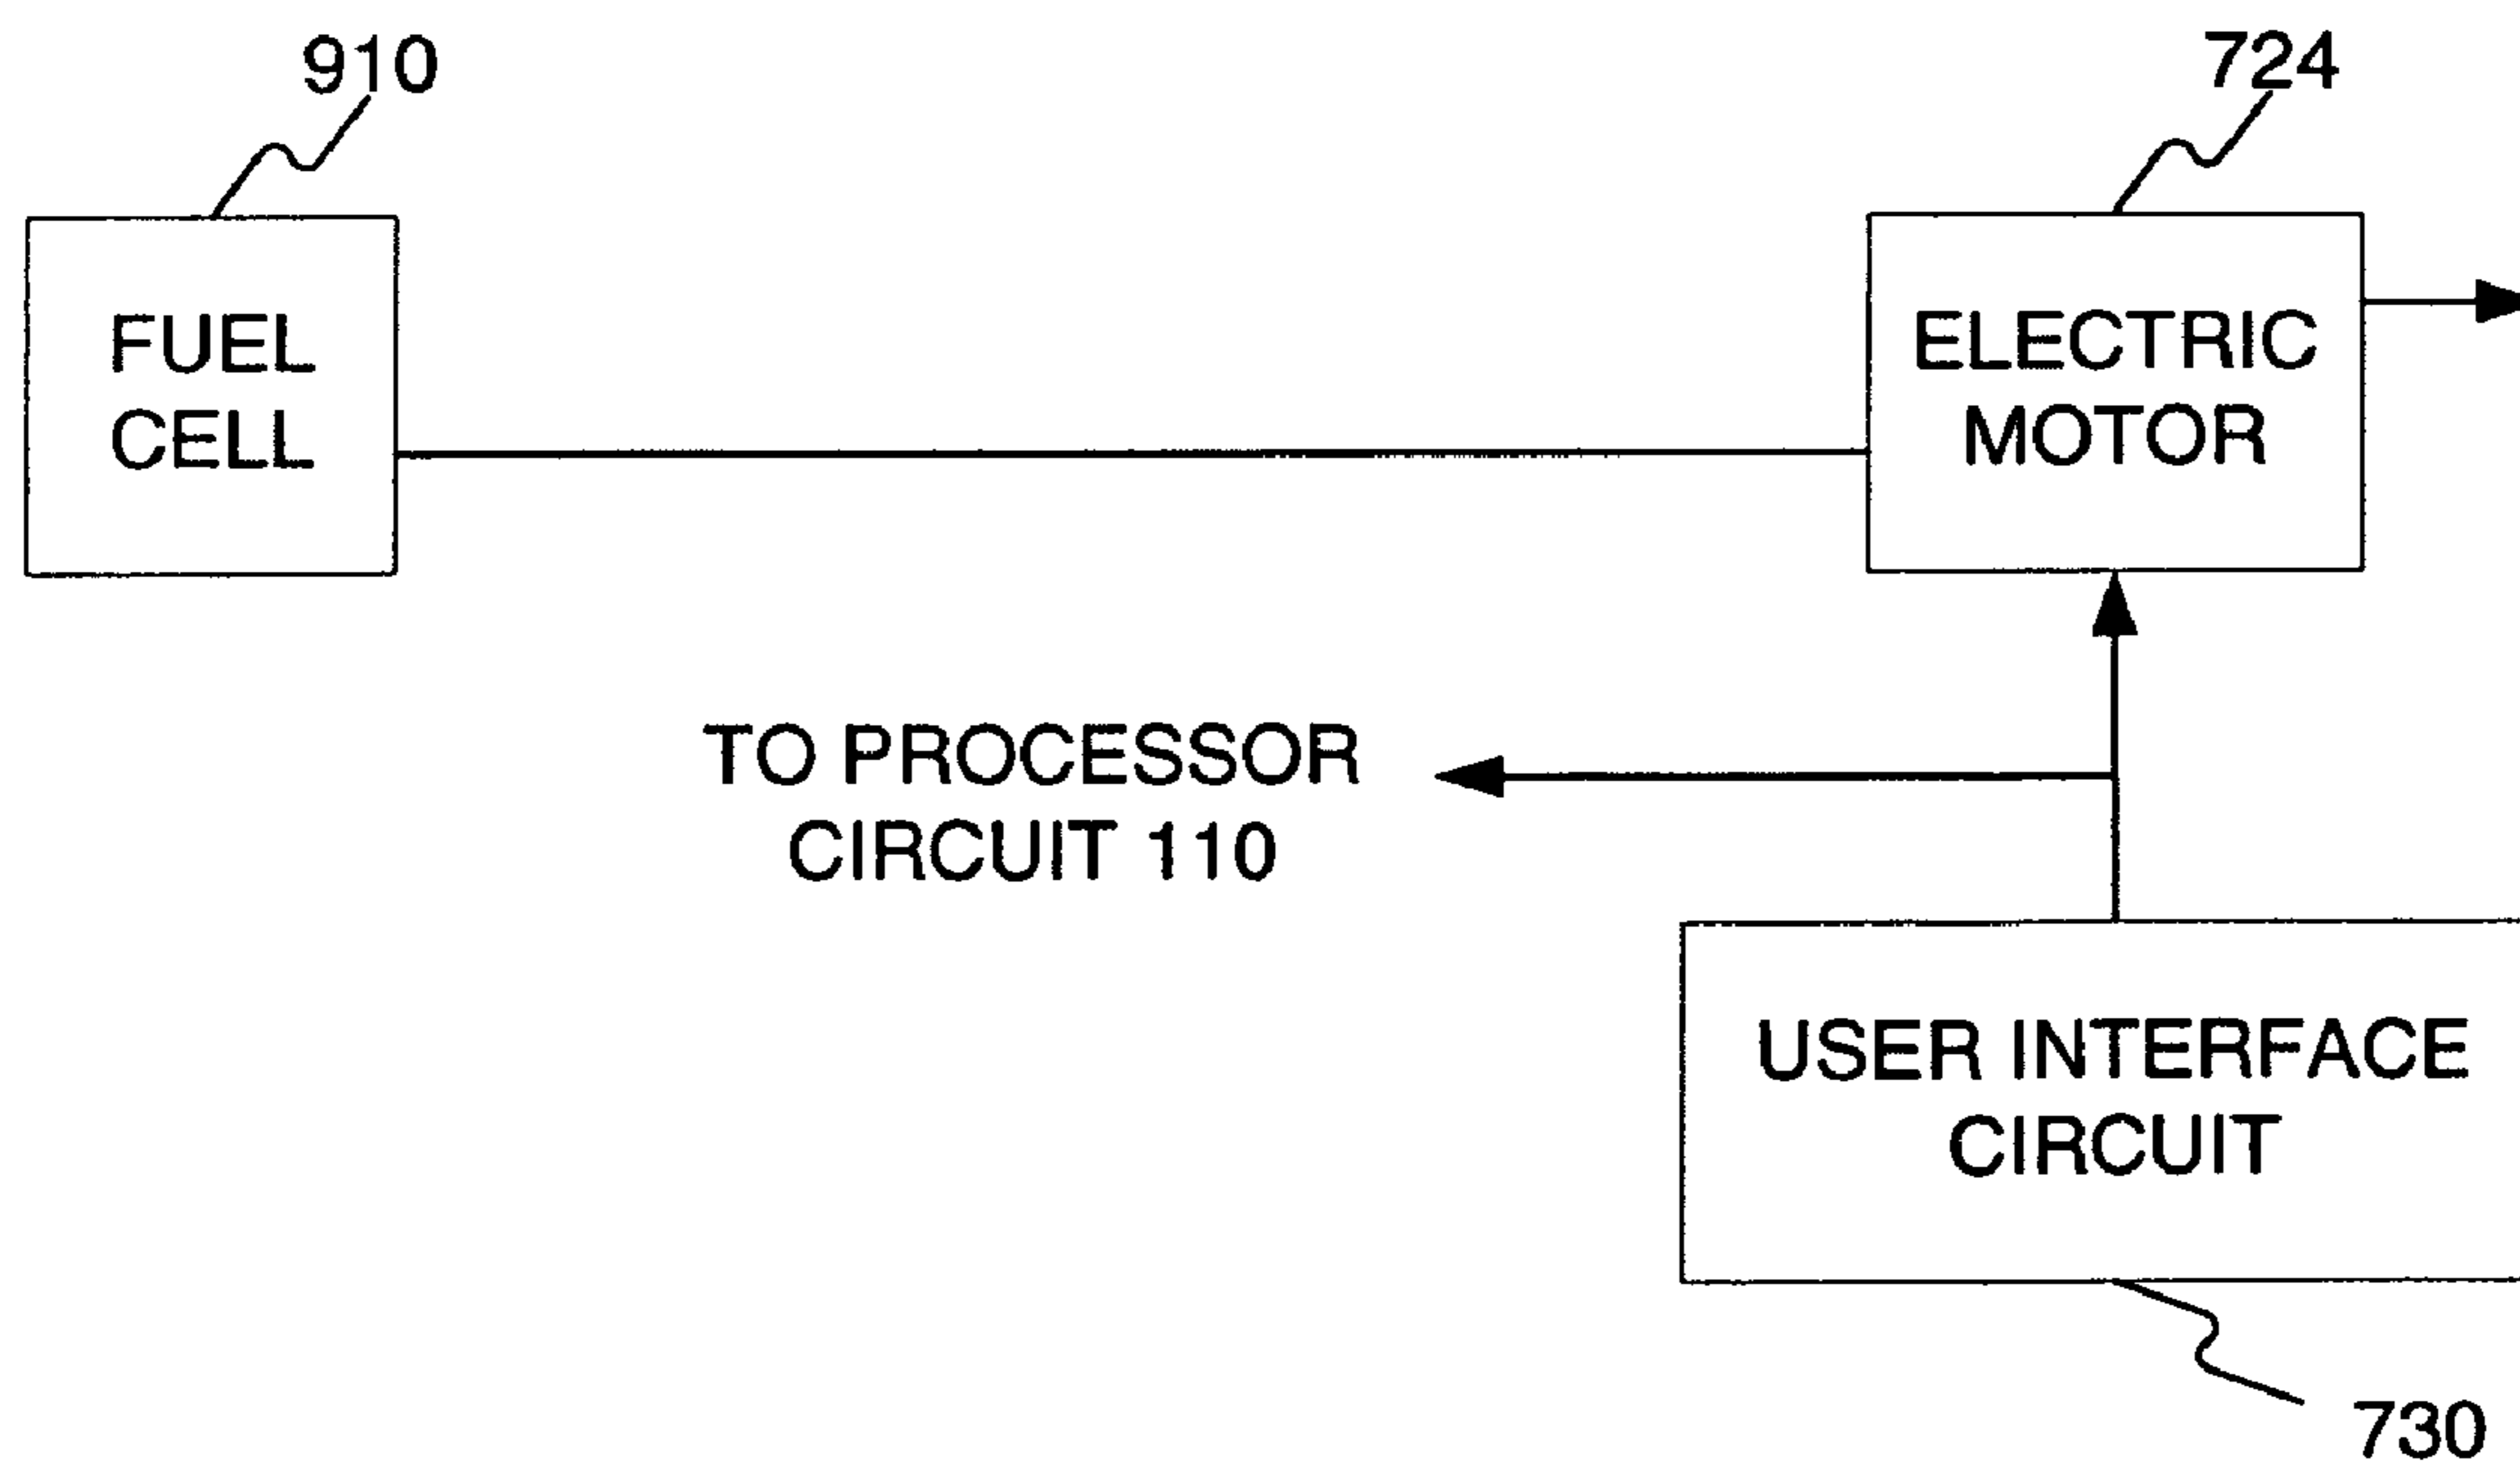 910
724
FUEL
CELL
ELECTRIC
MOTOR
TO PROCESSOR
CIRCUIT 110
USER INTERFACE
CIRCUIT
730